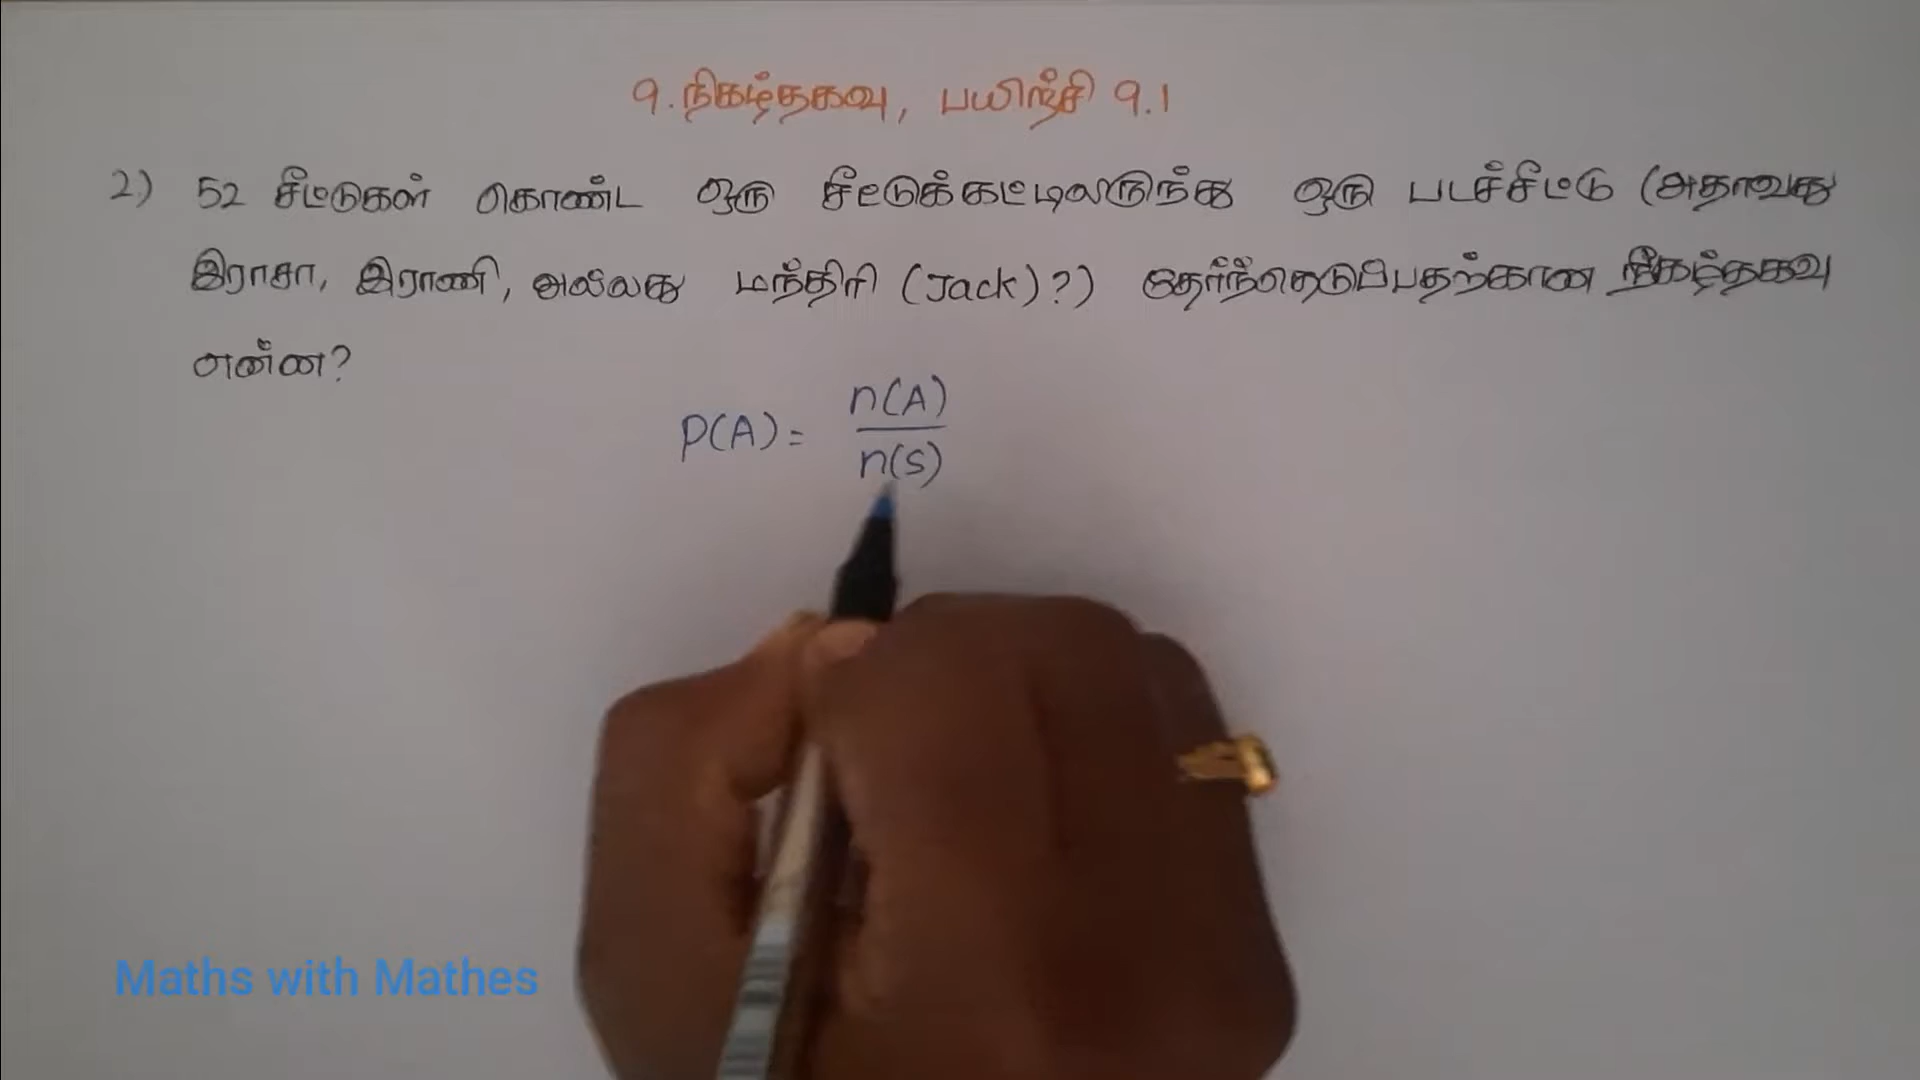 9. நிகழ்தகவு, பயிற்சி 9.1
2) 52 சீட்டுகள் கொண்ட ஒரு சீட்டுக்கட்டிலிருந்து ஒரு படச்சீட்டு (அதாவது
இராசா, இராணி, அல்லது மந்திரி (Jack)?) தேர்ந்தெடுப்பதற்கான நிகழ்தகவு
என்ன?
P(A) = n(A)
n(S)
Maths with Mathes